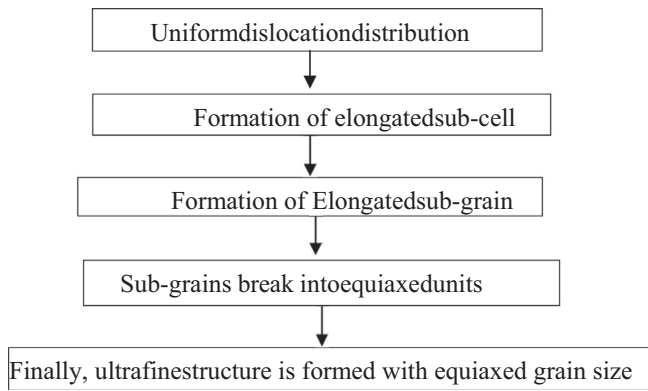 Uniformdislocationdistribution
Formation of elongatedsub-cell
Formation of Elongatedsub-grain
Sub-grains break intoequiaxedunits
Finally, ultrafinestructure is formed with equiaxed grain size